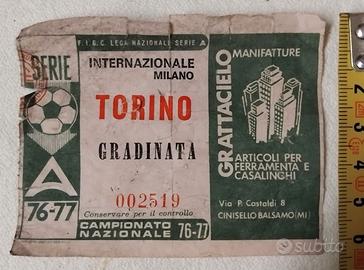 F.I.G.C. LEGA NAZIONALE SERIE A
SERIE
A
76-77
INTERNAZIONALE
MILANO
TORINO
GRADINATA
002519
Conservare per il controllo
CAMPIONATO
NAZIONALE 76-77
GRATTACIELO
MANIFATTURE
ARTICOLI PER
FERRAMENTA E
CASALINGHI
Via P. Castaldi 8
CINISELLO BALSAMO (MI)
subito